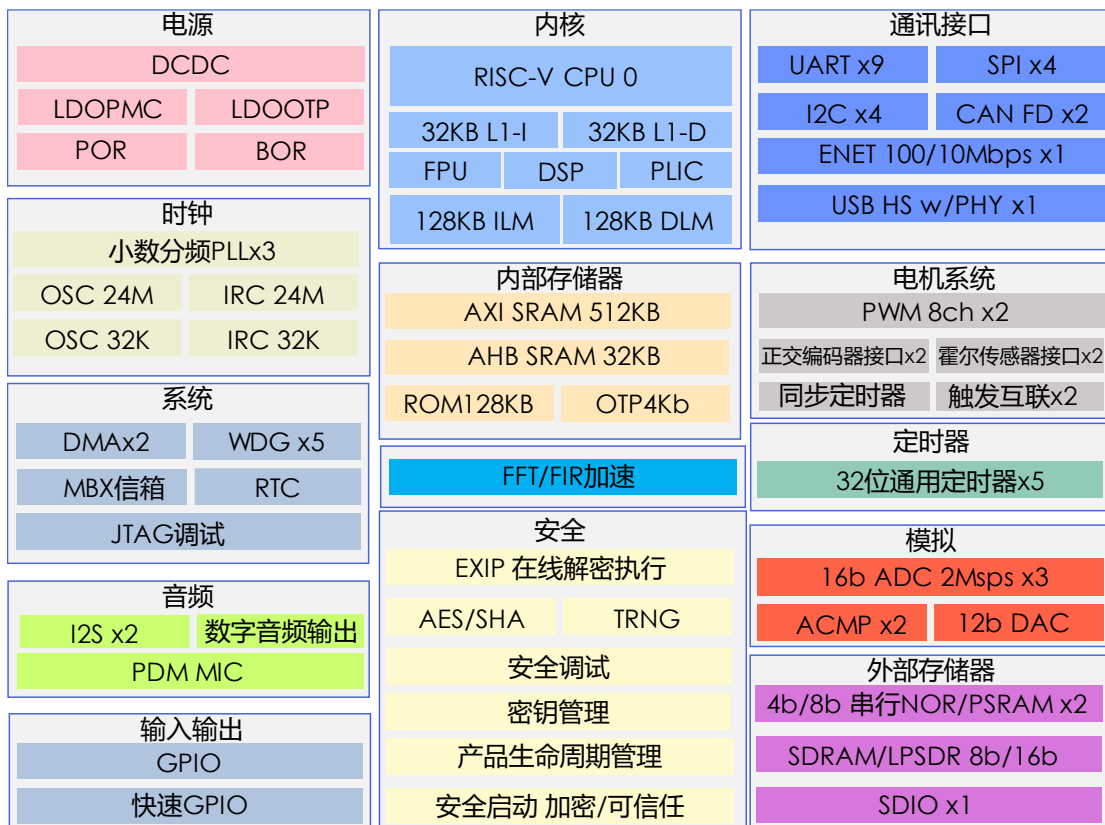 电源
DCDC
LDOPMC
LDOOTP
POR
BOR
时钟
小数分频PLLx3
OSC 24M
IRC 24M
OSC 32K
IRC 32K
系统
DMAx2
WDG x5
MBX信箱
RTC
JTAG调试
音频
I2S x2
数字音频输出
PDM MIC
输入输出
GPIO
快速GPIO
内核
RISC-V CPU 0
32KB L1-I
32KB L1-D
FPU
DSP
PLIC
128KB ILM
128KB DLM
内部存储器
AXI SRAM 512KB
AHB SRAM 32KB
ROM128KB
OTP4Kb
FFT/FIR加速
安全
EXIP 在线解密执行
AES/SHA
TRNG
安全调试
密钥管理
产品生命周期管理
安全启动 加密/可信任
通讯接口
UART x9
SPI x4
I2C x4
CAN FD x2
ENET 100/10Mbps x1
USB HS w/PHY x1
电机系统
PWM 8ch x2
正交编码器接口x2
霍尔传感器接口x2
同步定时器
触发互联x2
定时器
32位通用定时器x5
模拟
16b ADC 2Msps x3
ACMP x2
12b DAC
外部存储器
4b/8b 串行NOR/PSRAM x2
SDRAM/LPSDR 8b/16b
SDIO x1